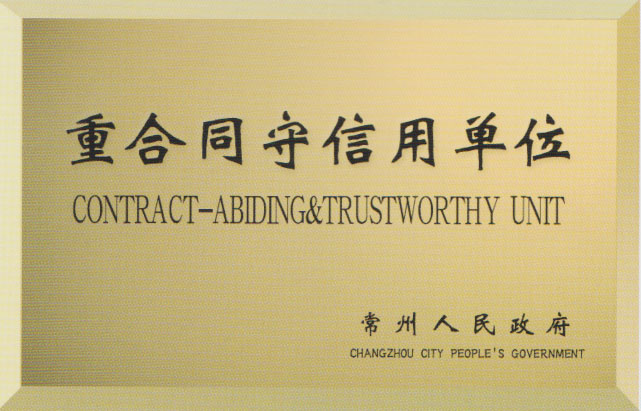 重合同守信用单位
CONTRACT-ABIDING&TRUSTWORTHY UNIT
常州人民政府
CHANGZHOU CITY PEOPLE'S GOVERNMENT